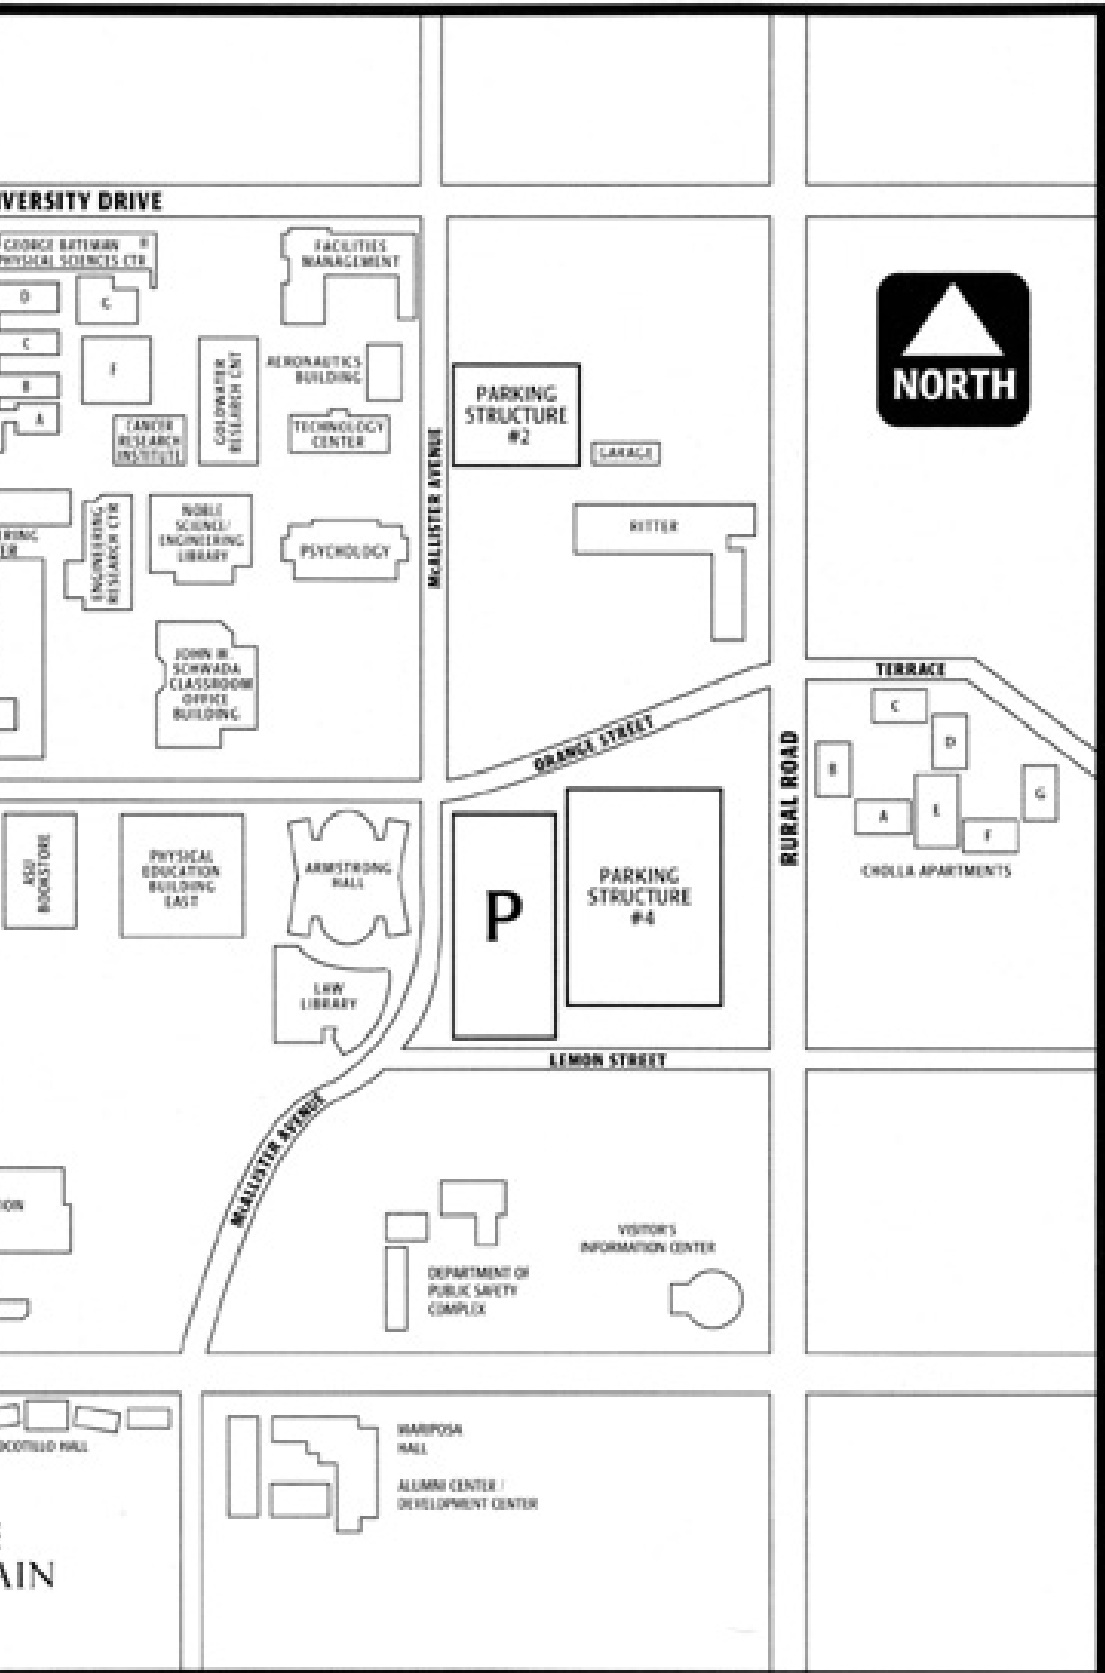 IVERSITY DRIVE
GEORGE BATEMAN
PHYSICAL SCIENCES CTR
H
FACILITIES
MANAGEMENT
D
G
C
F
B
A
GOLDWATER
RESEARCH CNT
AERONAUTICS
BUILDING
CANCER
RESEARCH
INSTITUTE
TECHNOLOGY
CENTER
PARKING
STRUCTURE
#2
GARAGE
NORTH
McALLISTER AVENUE
RING
ER
ENGINEERING
RESEARCH CTR
NOBLE
SCIENCE/
ENGINEERING
LIBRARY
PSYCHOLOGY
RITTER
JOHN W.
SCHWADA
CLASSROOM
OFFICE
BUILDING
TERRACE
ORANGE STREET
RURAL ROAD
C
D
B
G
A
E
F
CHOLLA APARTMENTS
ASU
BOOKSTORE
PHYSICAL
EDUCATION
BUILDING
EAST
ARMSTRONG
HALL
P
PARKING
STRUCTURE
#4
LAW
LIBRARY
LEMON STREET
McALLISTER AVENUE
ION
VISITOR'S
INFORMATION CENTER
DEPARTMENT OF
PUBLIC SAFETY
COMPLEX
OCOTILLO HALL
MARIPOSA
HALL
ALUMNI CENTER /
DEVELOPMENT CENTER
AIN